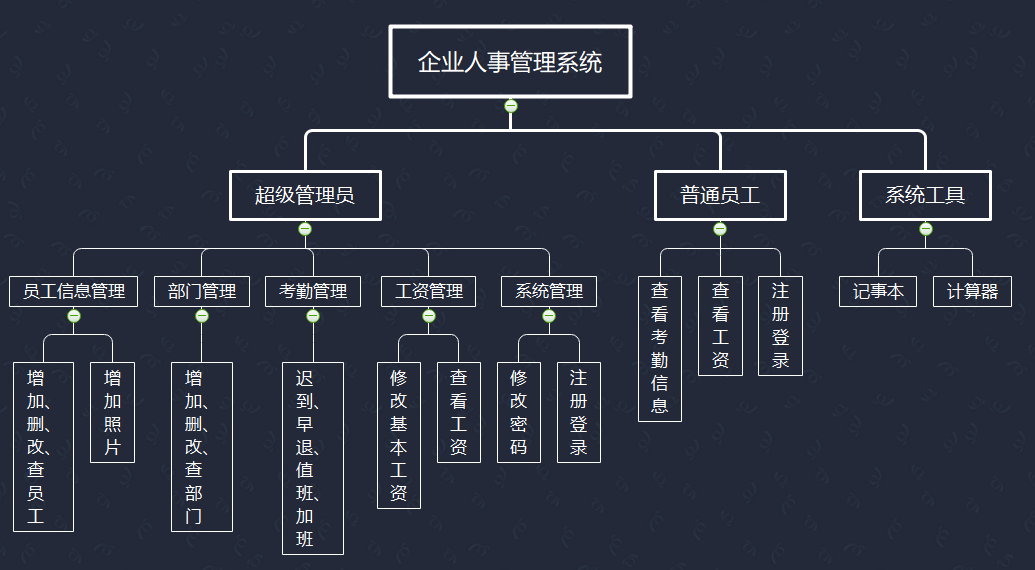 企业人事管理系统
超级管理员
普通员工
系统工具
员工信息管理
部门管理
考勤管理
工资管理
系统管理
查看考勤信息
查看工资
注册登录
记事本
计算器
增加、删、改、查员工
增加照片
增加、删、改、查部门
迟到、早退、值班、加班
修改基本工资
查看工资
修改密码
注册登录